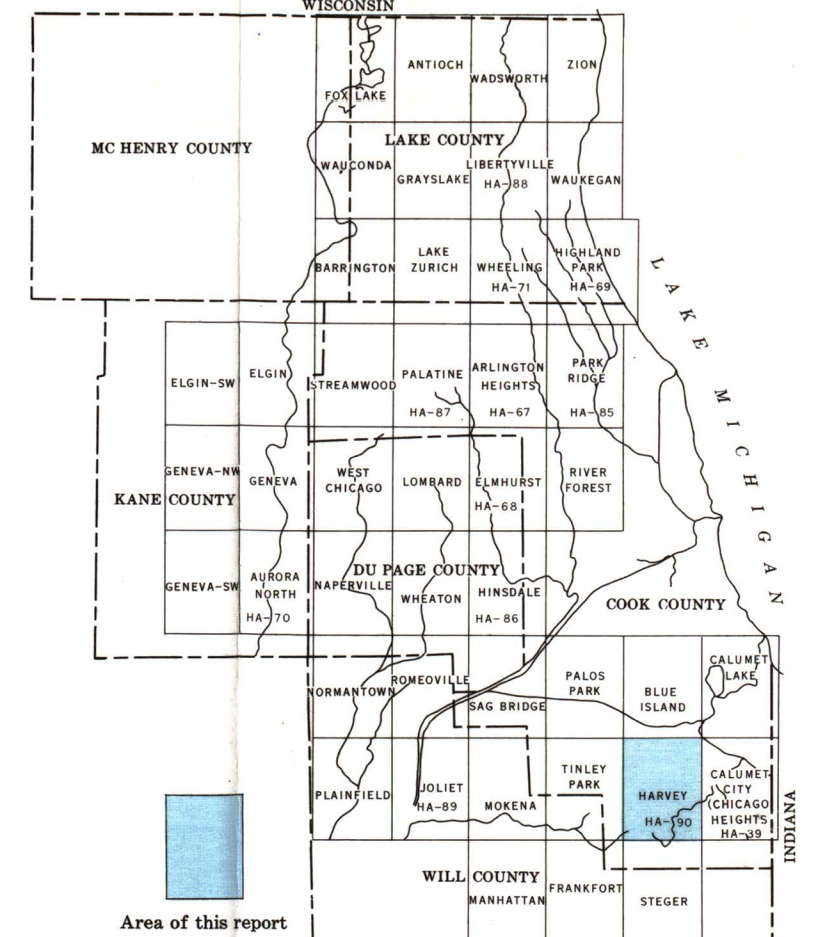 WISCONSIN
ANTIOCH
WADSWORTH
ZION
FOX LAKE
MC HENRY COUNTY
LAKE COUNTY
WAUCONDA
GRAYSLAKE
LIBERTYVILLE
HA-88
WAUKEGAN
BARRINGTON
LAKE
ZURICH
WHEELING
HA-71
HIGHLAND
PARK
HA-69
LAKE MICHIGAN
ELGIN-SW
ELGIN
STREAMWOOD
PALATINE
HA-87
ARLINGTON
HEIGHTS
HA-67
PARK
RIDGE
HA-85
GENEVA-NW
KANE COUNTY
GENEVA
WEST
CHICAGO
LOMBARD
ELMHURST
HA-68
RIVER
FOREST
GENEVA-SW
AURORA
NORTH
HA-70
DU PAGE COUNTY
NAPERVILLE
WHEATON
HINSDALE
HA-86
COOK COUNTY
NORMANTOWN
ROMEOVILLE
SAG BRIDGE
PALOS
PARK
BLUE
ISLAND
CALUMET
LAKE
PLAINFIELD
JOLIET
HA-89
MOKENA
TINLEY
PARK
HARVEY
HA-90
CALUMET
CITY
(CHICAGO
HEIGHTS
HA-39
INDIANA
WILL COUNTY
MANHATTAN
FRANKFORT
STEGER
Area of this report